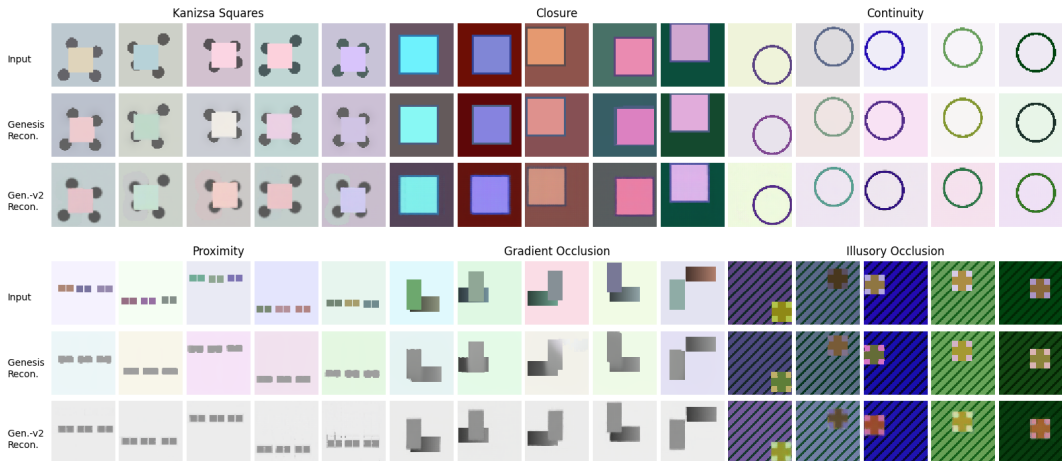 Kanizsa Squares Closure Continuity
Input
Genesis
Recon.
Gen.-v2
Recon.
Proximity Gradient Occlusion Illusory Occlusion
Input
Genesis
Recon.
Gen.-v2
Recon.